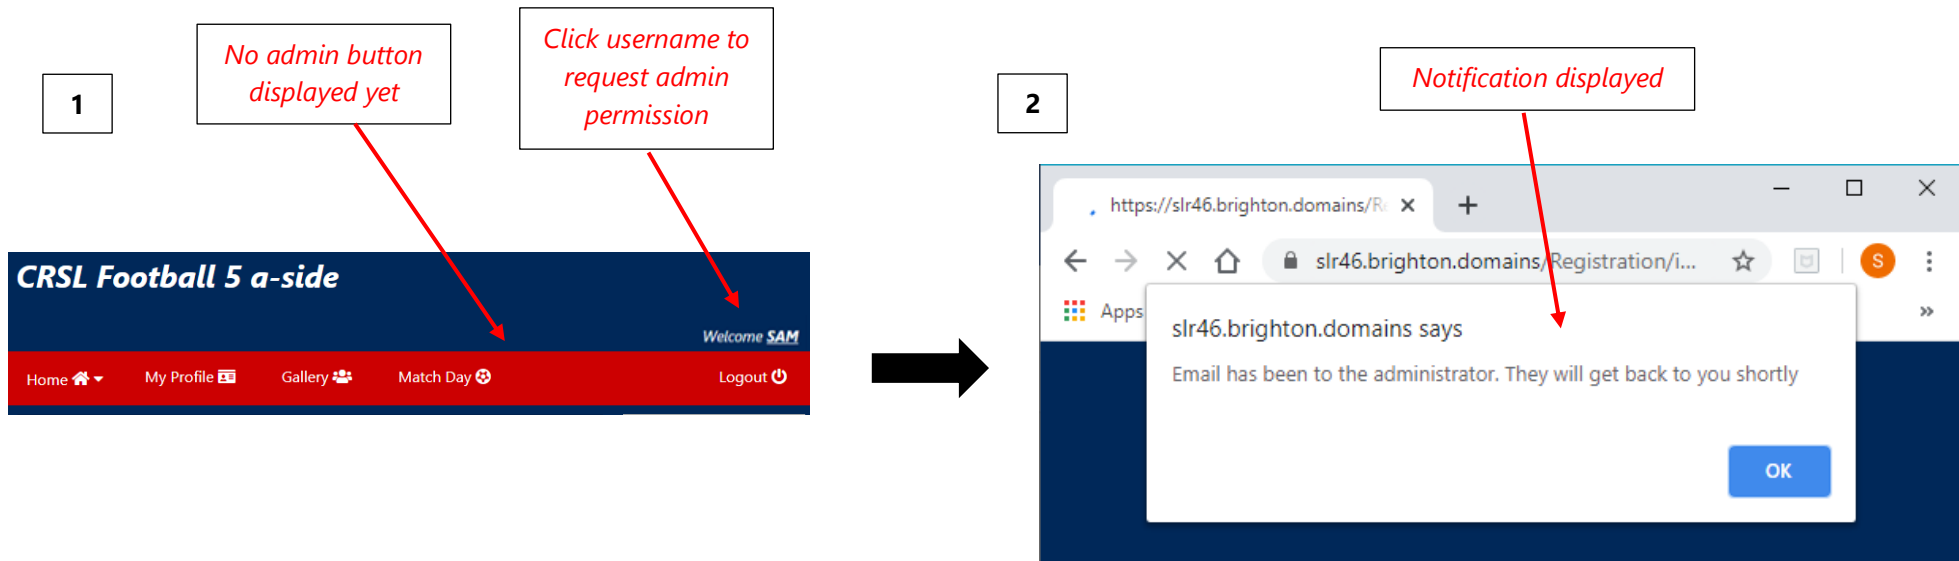 1
No admin button
displayed yet
Click username to
request admin
permission
CRSL Football 5 a-side
Welcome SAM
Home
My Profile
Gallery
Match Day
Logout
2
Notification displayed
https://slr46.brighton.domains/Re
slr46.brighton.domains/Registration/i...
S
Apps
slr46.brighton.domains says
Email has been to the administrator. They will get back to you shortly
OK